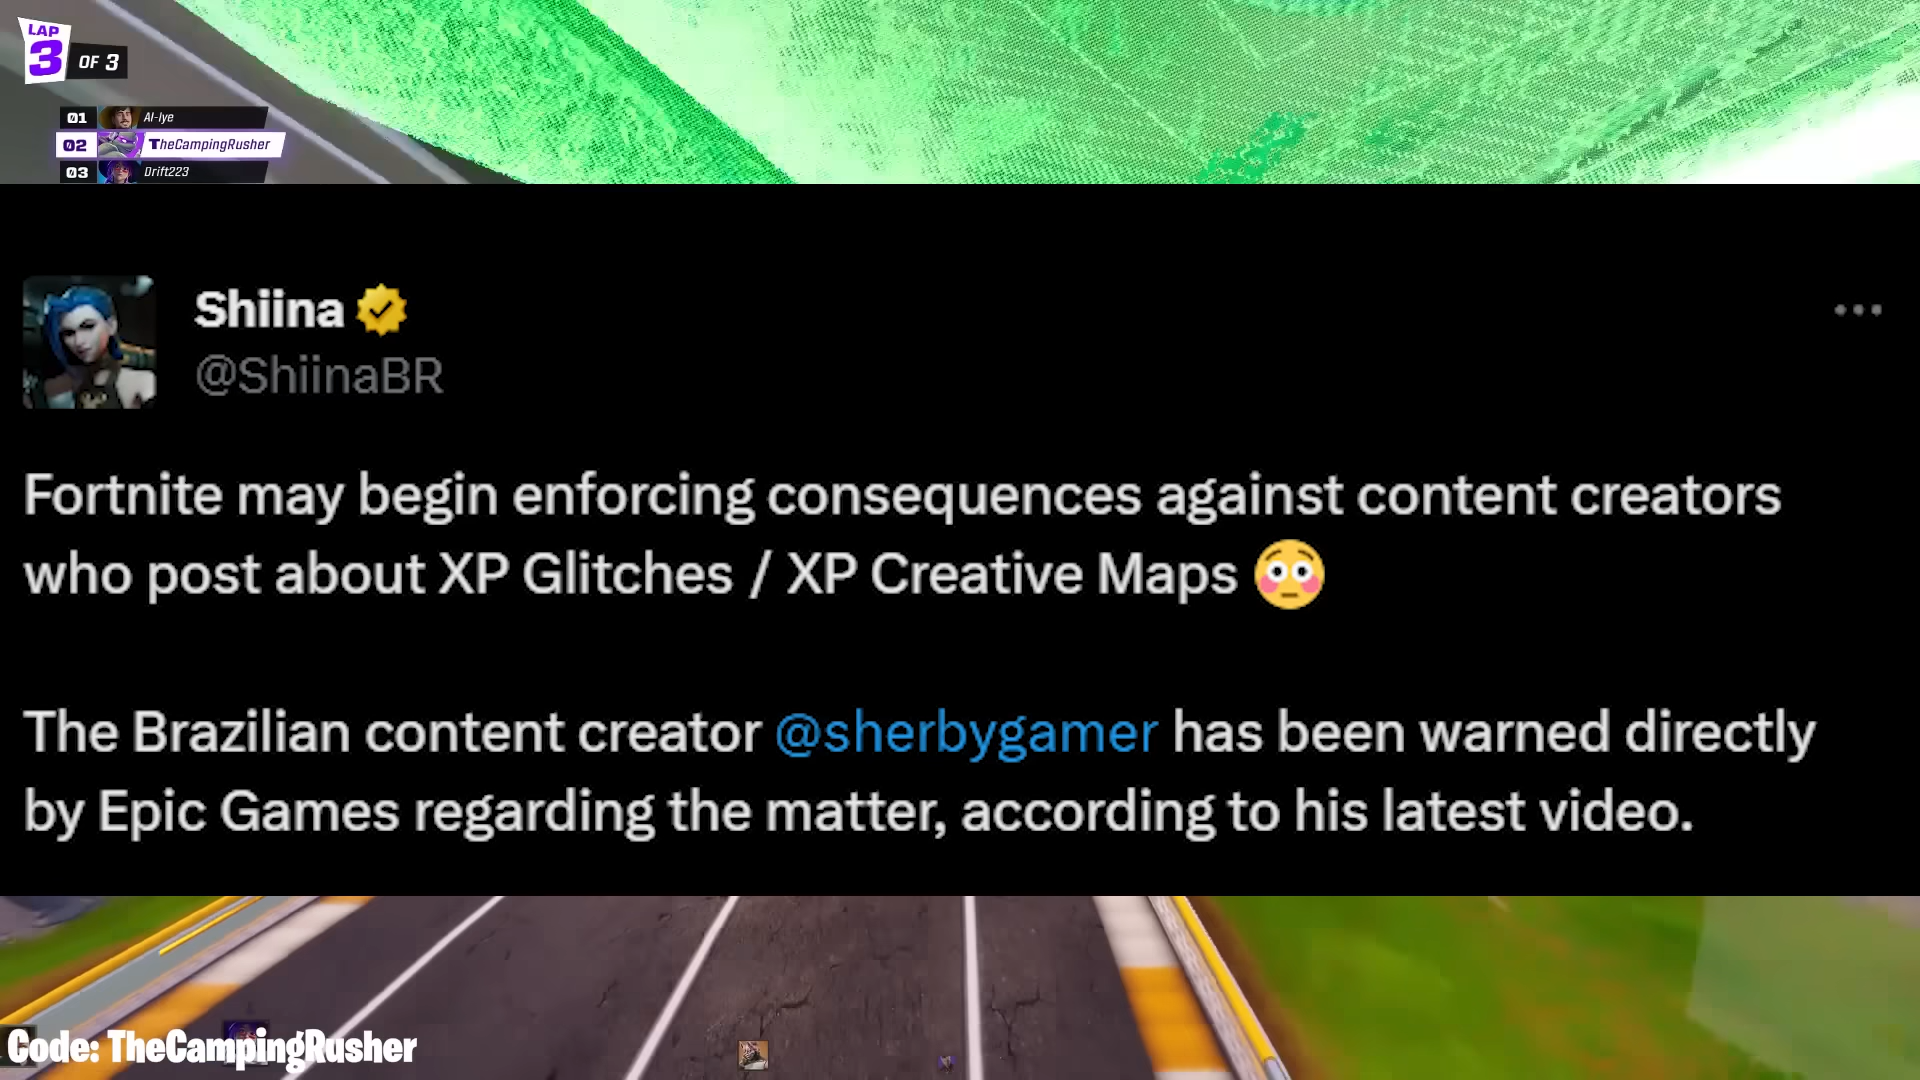 LAP
3 OF 3
01 Al-lye
02 TheCampingRusher
03 Drift223
Shiina
@ShiinaBR
Fortnite may begin enforcing consequences against content creators
who post about XP Glitches / XP Creative Maps 😳
The Brazilian content creator @sherbygamer has been warned directly
by Epic Games regarding the matter, according to his latest video.
Code: TheCampingRusher